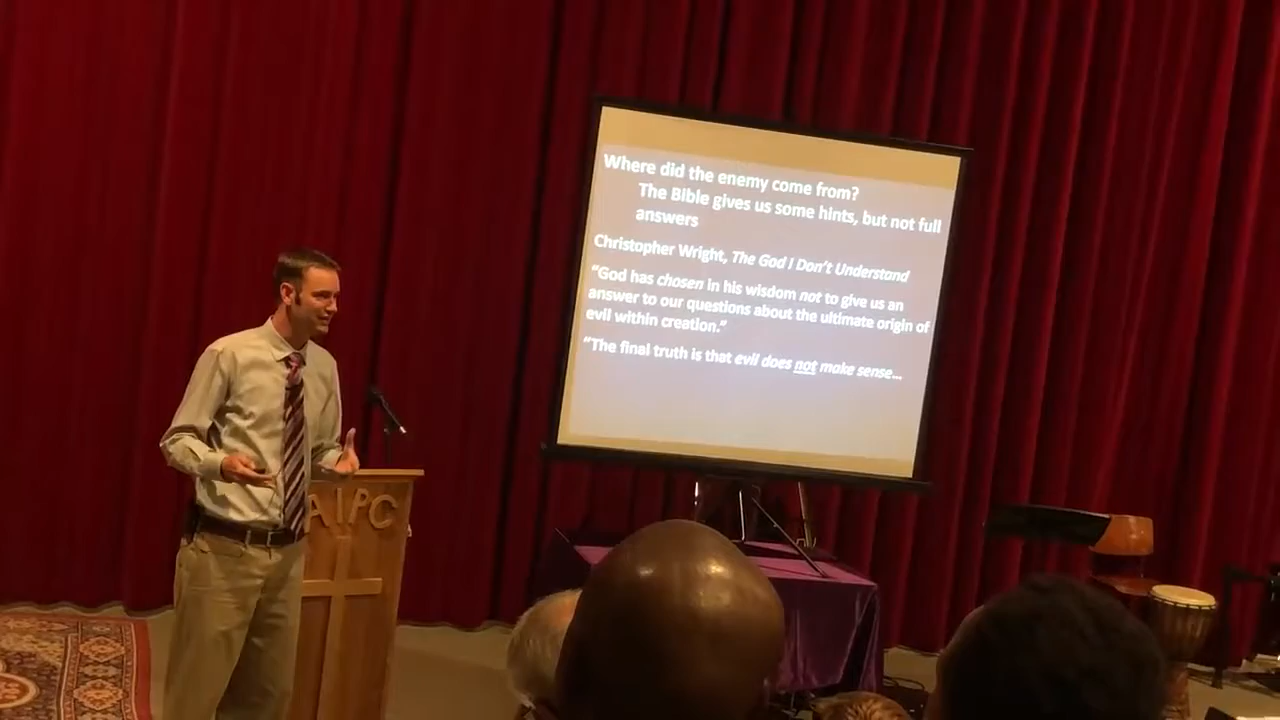 Where did the enemy come from?
The Bible gives us some hints, but not full
answers
Christopher Wright, The God I Don't Understand
"God has chosen in his wisdom not to give us an
answer to our questions about the ultimate origin of
evil within creation."
"The final truth is that evil does not make sense...
AIPC